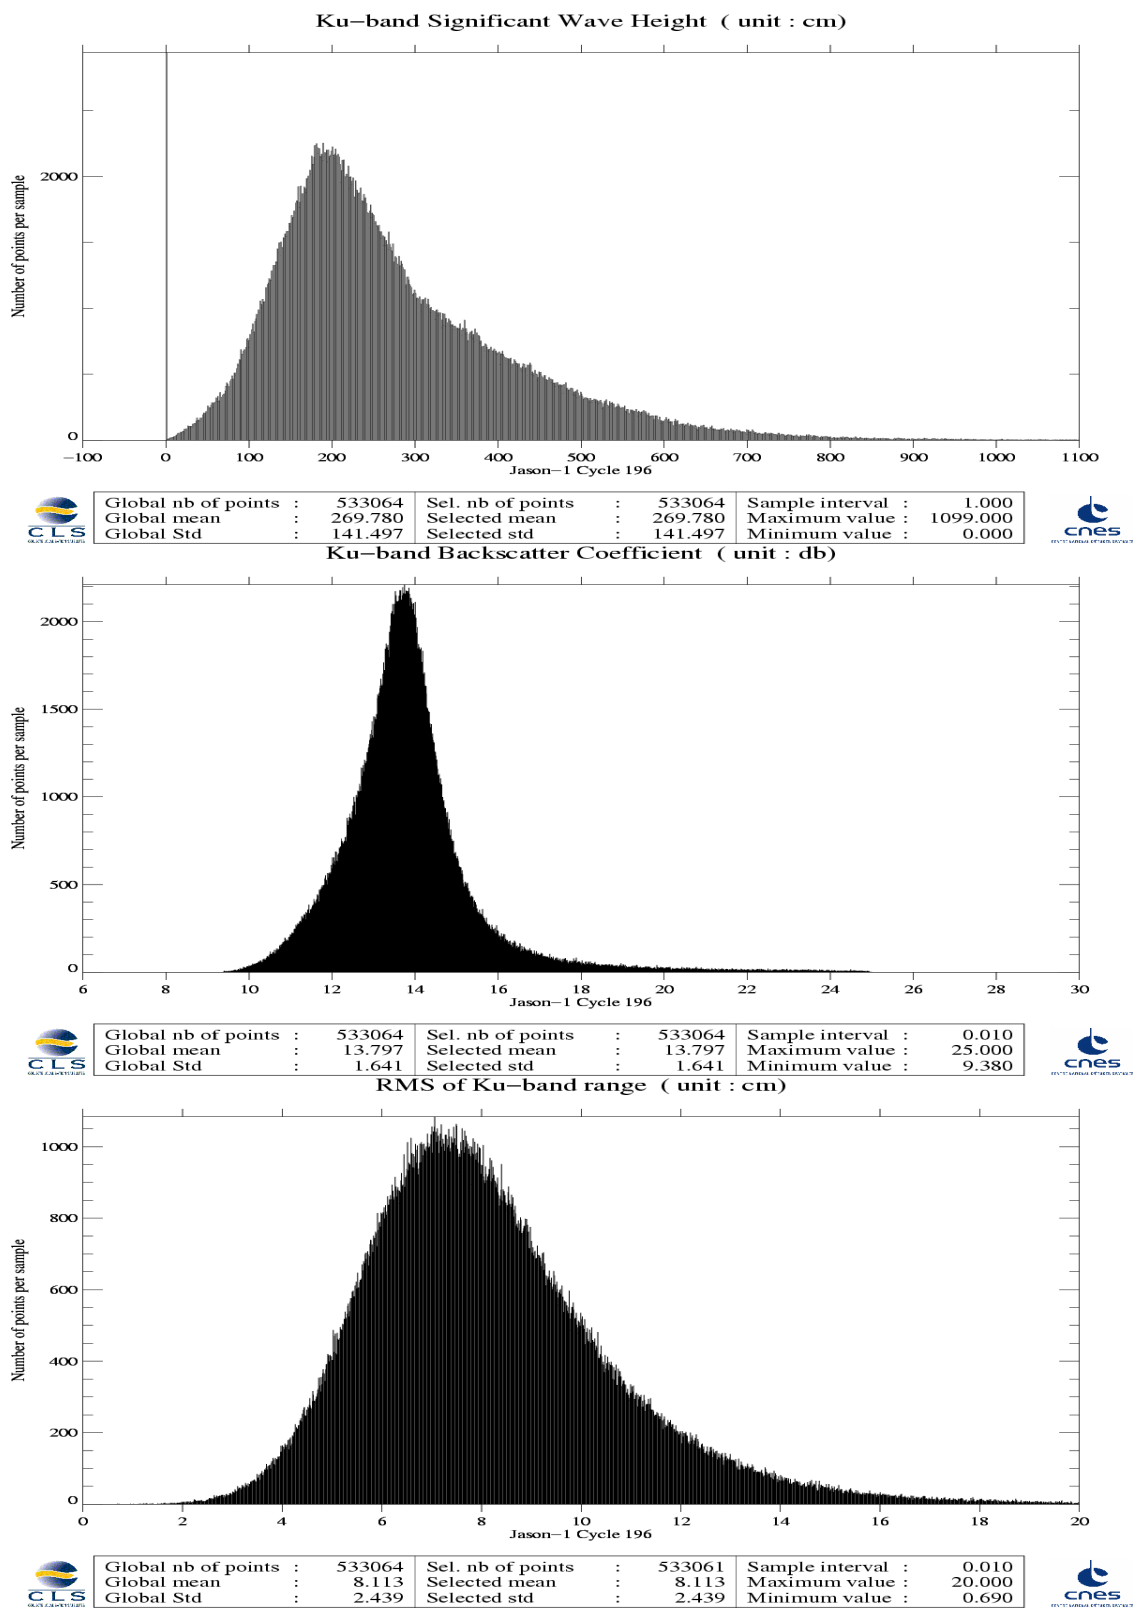 Ku-band Significant Wave Height ( unit : cm)
Number of points per sample
2000
0
-100 0 100 200 300 400 500 600 700 800 900 1000 1100
Jason-1 Cycle 196
CLS
Global nb of points : 533064 Sel. nb of points : 533064 Sample interval : 1.000
Global mean : 269.780 Selected mean : 269.780 Maximum value : 1099.000
Global Std : 141.497 Selected std : 141.497 Minimum value : 0.000
cnes
Ku-band Backscatter Coefficient ( unit : db)
Number of points per sample
2000
1500
1000
500
0
6 8 10 12 14 16 18 20 22 24 26 28 30
Jason-1 Cycle 196
CLS
Global nb of points : 533064 Sel. nb of points : 533064 Sample interval : 0.010
Global mean : 13.797 Selected mean : 13.797 Maximum value : 25.000
Global Std : 1.641 Selected std : 1.641 Minimum value : 9.380
cnes
RMS of Ku-band range ( unit : cm)
Number of points per sample
1000
800
600
400
200
0
0 2 4 6 8 10 12 14 16 18 20
Jason-1 Cycle 196
CLS
Global nb of points : 533064 Sel. nb of points : 533061 Sample interval : 0.010
Global mean : 8.113 Selected mean : 8.113 Maximum value : 20.000
Global Std : 2.439 Selected std : 2.439 Minimum value : 0.690
cnes